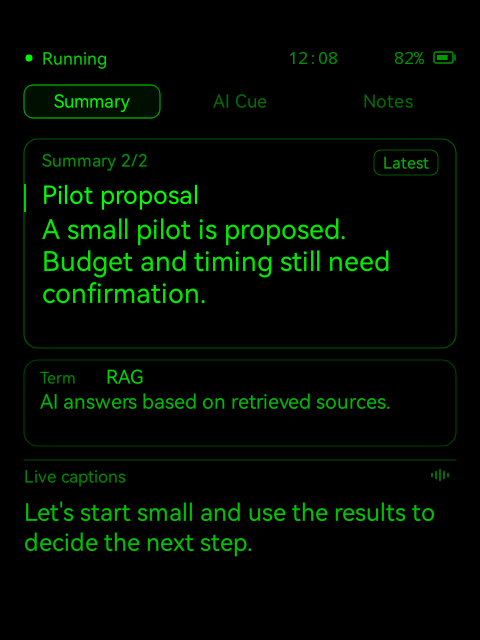 Running 12:08 82%
Summary AI Cue Notes
Summary 2/2 Latest
Pilot proposal
A small pilot is proposed.
Budget and timing still need
confirmation.
Term RAG
AI answers based on retrieved sources.
Live captions
Let's start small and use the results to
decide the next step.